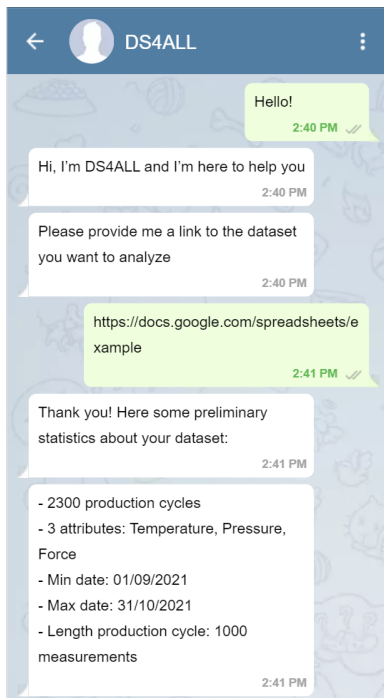 DS4ALL
Hello!
2:40 PM
Hi, I'm DS4ALL and I'm here to help you
2:40 PM
Please provide me a link to the dataset
you want to analyze
2:40 PM
https://docs.google.com/spreadsheets/e
xample
2:41 PM
Thank you! Here some preliminary
statistics about your dataset:
2:41 PM
- 2300 production cycles
- 3 attributes: Temperature, Pressure,
Force
- Min date: 01/09/2021
- Max date: 31/10/2021
- Length production cycle: 1000
measurements
2:41 PM